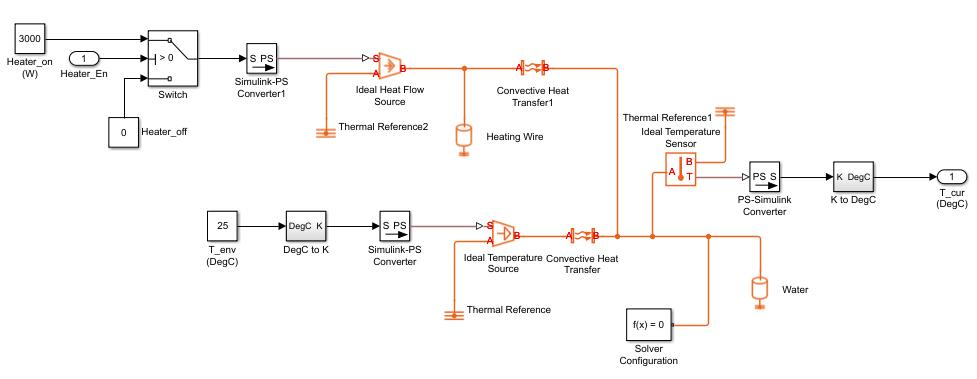 3000
Heater_on
(W)
1
Heater_En
> 0
Switch
0
Heater_off
S PS
Simulink-PS
Converter1
S
A
B
Ideal Heat Flow
Source
Thermal Reference2
Heating Wire
A
B
Convective Heat
Transfer1
Thermal Reference1
Ideal Temperature
Sensor
A
B
T
PS S
PS-Simulink
Converter
K DegC
K to DegC
1
T_cur
(DegC)
25
T_env
(DegC)
DegC K
DegC to K
S PS
Simulink-PS
Converter
S
A
B
Ideal Temperature
Source
Thermal Reference
A
B
Convective Heat
Transfer
Water
f(x) = 0
Solver
Configuration